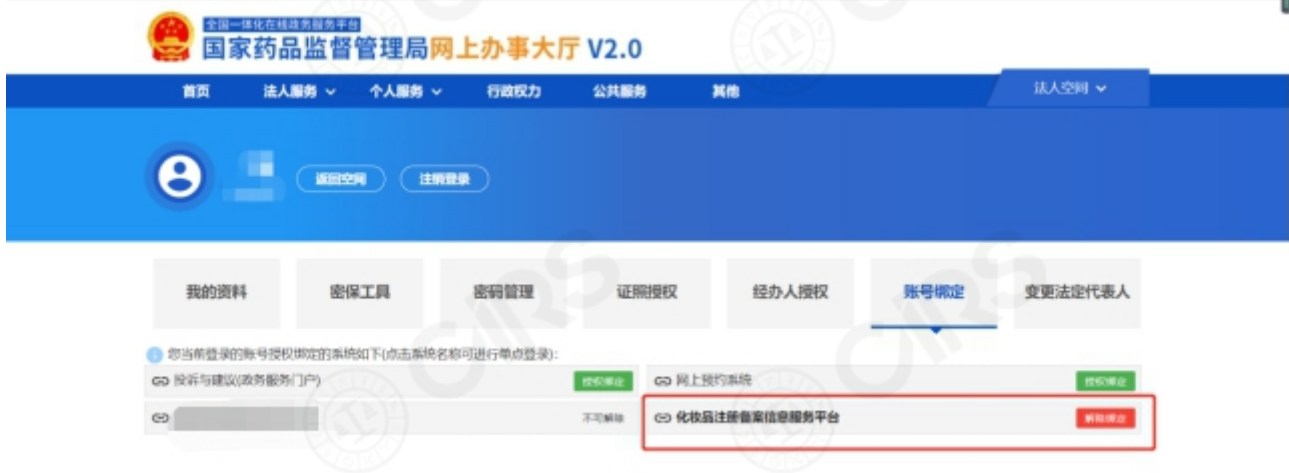 全国一体化在线政务服务平台
国家药品监督管理局网上办事大厅 V2.0
首页 法人服务 个人服务 行政权力 公共服务 其他 法人空间
返回空间 注销登录
我的资料 密保工具 密码管理 证照授权 经办人授权 账号绑定 变更法定代表人
您当前登录的账号授权绑定的系统如下(点击系统名称可进行单点登录):
投诉与建议(政务服务门户) 授权绑定 网上预约系统 授权绑定
不可解除 化妆品注册备案信息服务平台 解除绑定
CIRS
CIRS
CIRS